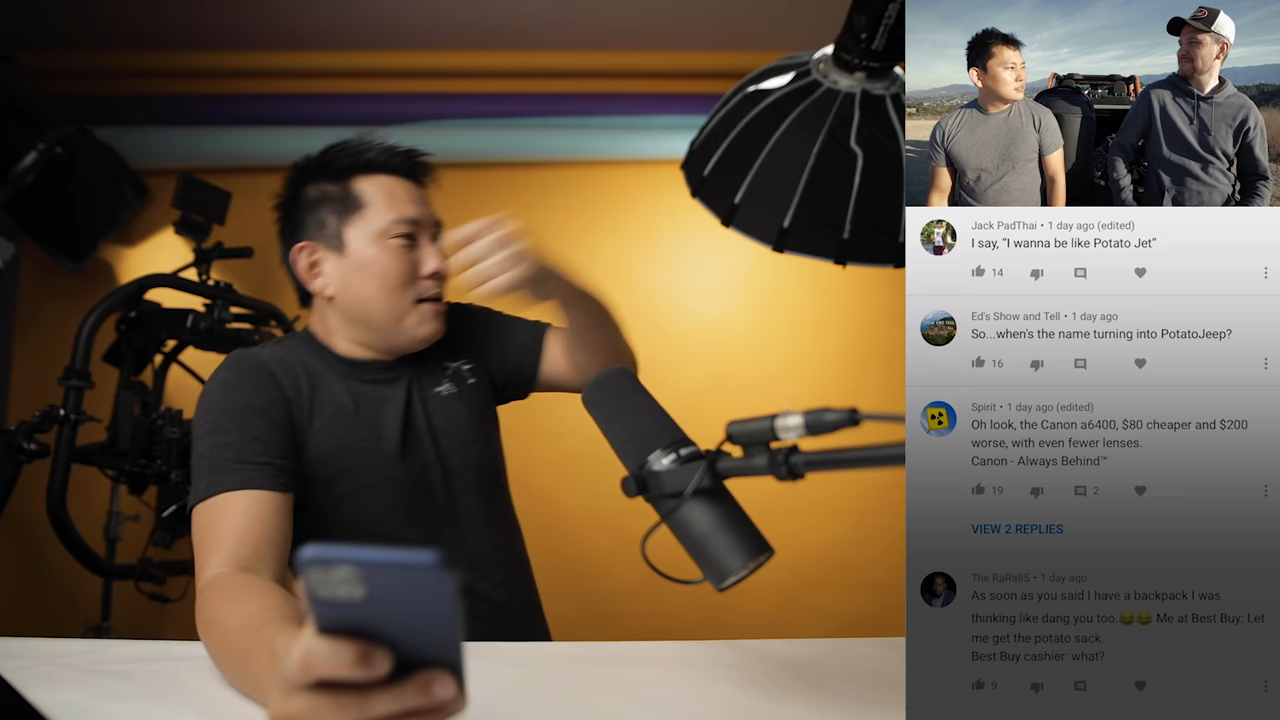 Jack PadThai • 1 day ago (edited)
I say, “I wanna be like Potato Jet”
14
Ed's Show and Tell • 1 day ago
So...when's the name turning into PotatoJeep?
16
Spirit • 1 day ago (edited)
Oh look, the Canon a6400, $80 cheaper and $200
worse, with even fewer lenses.
Canon - Always Behind™
19 2
VIEW 2 REPLIES
The RaRa85 • 1 day ago
As soon as you said I have a backpack I was
thinking like dang you too.😂😂 Me at Best Buy: Let
me get the potato sack.
Best Buy cashier: what?
9